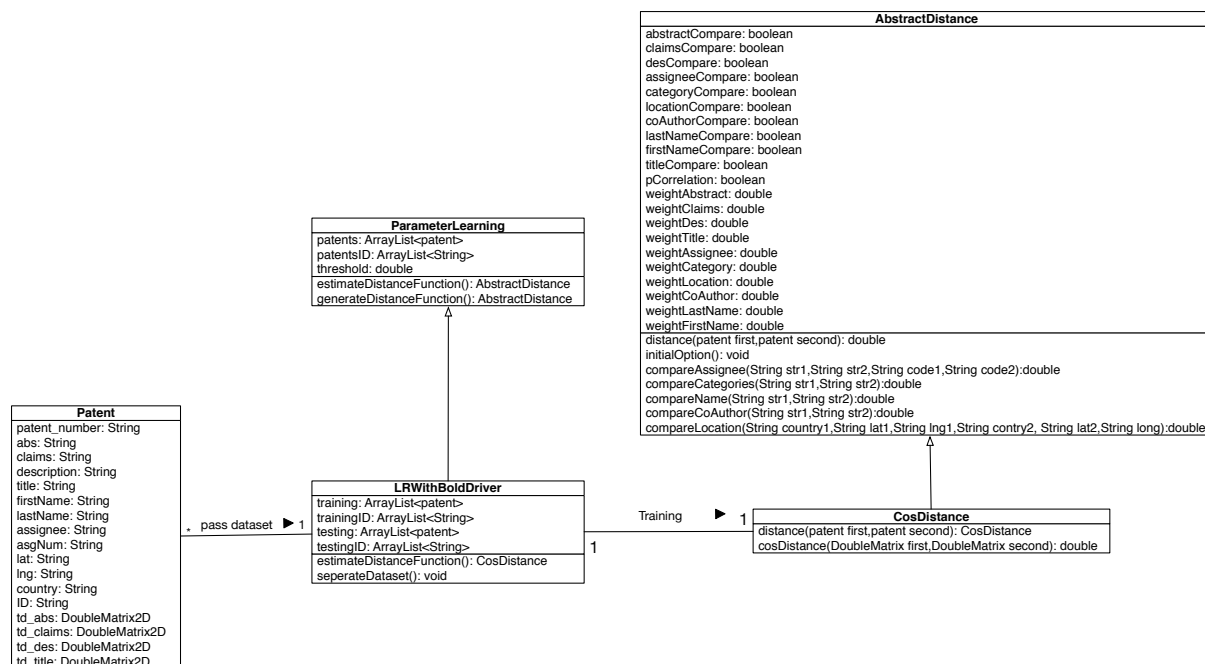 AbstractDistance
abstractCompare: boolean
claimsCompare: boolean
desCompare: boolean
assigneeCompare: boolean
categoryCompare: boolean
locationCompare: boolean
coAuthorCompare: boolean
lastNameCompare: boolean
firstNameCompare: boolean
titleCompare: boolean
pCorrelation: boolean
weightAbstract: double
weightClaims: double
weightDes: double
weightTitle: double
weightAssignee: double
weightCategory: double
weightLocation: double
weightCoAuthor: double
weightLastName: double
weightFirstName: double
distance(patent first,patent second): double
initialOption(): void
compareAssignee(String str1,String str2,String code1,String code2):double
compareCategories(String str1,String str2):double
compareName(String str1,String str2):double
compareCoAuthor(String str1,String str2):double
compareLocation(String country1,String lat1,String lng1,String contry2, String lat2,String long):double
ParameterLearning
patents: ArrayList<patent>
patentsID: ArrayList<String>
threshold: double
estimateDistanceFunction(): AbstractDistance
generateDistanceFunction(): AbstractDistance
Patent
patent_number: String
abs: String
claims: String
description: String
title: String
firstName: String
lastName: String
assignee: String
asgNum: String
lat: String
lng: String
country: String
ID: String
td_abs: DoubleMatrix2D
td_claims: DoubleMatrix2D
td_des: DoubleMatrix2D
td_title: DoubleMatrix2D
* pass dataset 1
LRWithBoldDriver
training: ArrayList<patent>
trainingID: ArrayList<String>
testing: ArrayList<patent>
testingID: ArrayList<String>
estimateDistanceFunction(): CosDistance
seperateDataset(): void
Training 1
1
CosDistance
distance(patent first,patent second): CosDistance
cosDistance(DoubleMatrix first,DoubleMatrix second): double